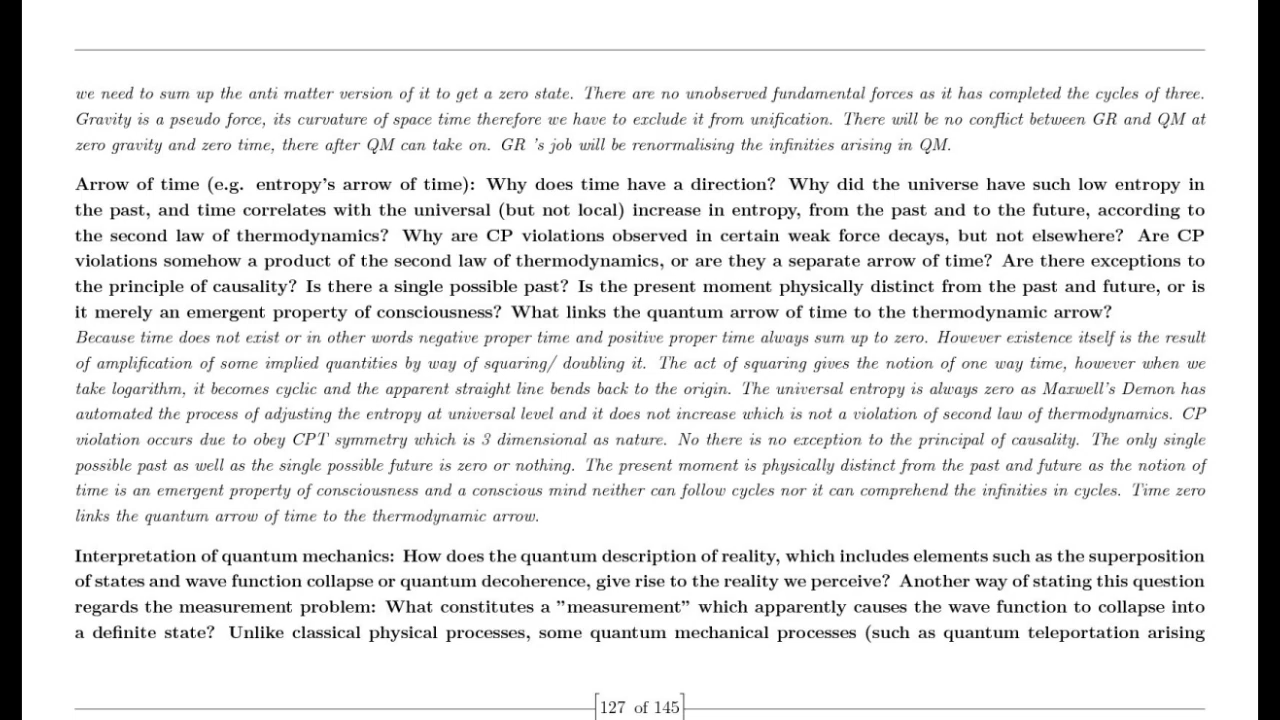 we need to sum up the anti matter version of it to get a zero state. There are no unobserved fundamental forces as it has completed the cycles of three.
Gravity is a pseudo force, its curvature of space time therefore we have to exclude it from unification. There will be no conflict between GR and QM at
zero gravity and zero time, there after QM can take on. GR 's job will be renormalising the infinities arising in QM.
Arrow of time (e.g. entropy's arrow of time): Why does time have a direction? Why did the universe have such low entropy in
the past, and time correlates with the universal (but not local) increase in entropy, from the past and to the future, according to
the second law of thermodynamics? Why are CP violations observed in certain weak force decays, but not elsewhere? Are CP
violations somehow a product of the second law of thermodynamics, or are they a separate arrow of time? Are there exceptions to
the principle of causality? Is there a single possible past? Is the present moment physically distinct from the past and future, or is
it merely an emergent property of consciousness? What links the quantum arrow of time to the thermodynamic arrow?
Because time does not exist or in other words negative proper time and positive proper time always sum up to zero. However existence itself is the result
of amplification of some implied quantities by way of squaring/ doubling it. The act of squaring gives the notion of one way time, however when we
take logarithm, it becomes cyclic and the apparent straight line bends back to the origin. The universal entropy is always zero as Maxwell's Demon has
automated the process of adjusting the entropy at universal level and it does not increase which is not a violation of second law of thermodynamics. CP
violation occurs due to obey CPT symmetry which is 3 dimensional as nature. No there is no exception to the principal of causality. The only single
possible past as well as the single possible future is zero or nothing. The present moment is physically distinct from the past and future as the notion of
time is an emergent property of consciousness and a conscious mind neither can follow cycles nor it can comprehend the infinities in cycles. Time zero
links the quantum arrow of time to the thermodynamic arrow.
Interpretation of quantum mechanics: How does the quantum description of reality, which includes elements such as the superposition
of states and wave function collapse or quantum decoherence, give rise to the reality we perceive? Another way of stating this question
regards the measurement problem: What constitutes a "measurement" which apparently causes the wave function to collapse into
a definite state? Unlike classical physical processes, some quantum mechanical processes (such as quantum teleportation arising
[127 of 145]